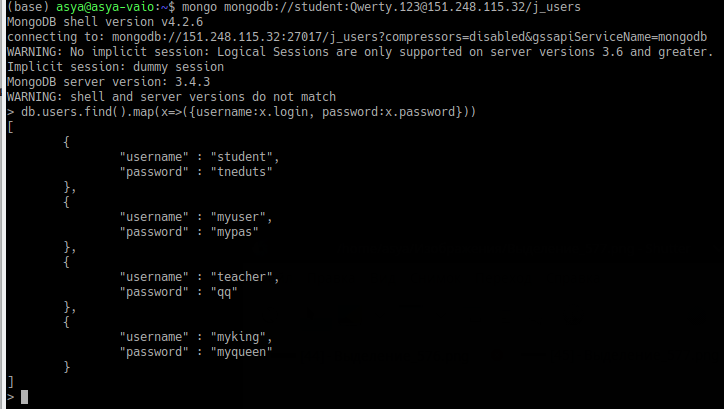 (base) asya@asya-vaio:~$ mongo mongodb://student:Qwerty.123@151.248.115.32/j_users
MongoDB shell version v4.2.6
connecting to: mongodb://151.248.115.32:27017/j_users?compressors=disabled&gssapiServiceName=mongodb
WARNING: No implicit session: Logical Sessions are only supported on server versions 3.6 and greater.
Implicit session: dummy session
MongoDB server version: 3.4.3
WARNING: shell and server versions do not match
> db.users.find().map(x=>({username:x.login, password:x.password}))
[
{
"username" : "student",
"password" : "tneduts"
},
{
"username" : "myuser",
"password" : "mypas"
},
{
"username" : "teacher",
"password" : "qq"
},
{
"username" : "myking",
"password" : "myqueen"
}
]
>